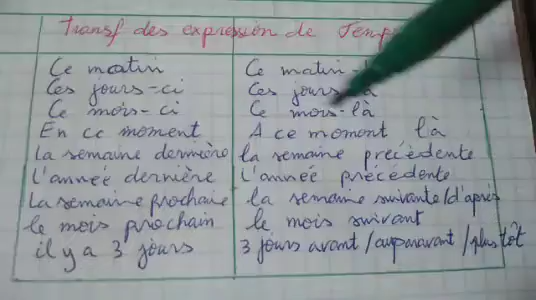 Transf des expression de Temp
Ce matin Ce matin-là
Ces jours-ci Ces jours-là
Ce mois-ci Ce mois-là
En ce moment A ce moment là
La semaine dernière la semaine précédente
L'année dernière L'année précédente
La semaine prochaine la semaine suivante/d'après
le mois prochain le mois suivant
il y a 3 jours 3 jours avant/auparavant/plus tôt